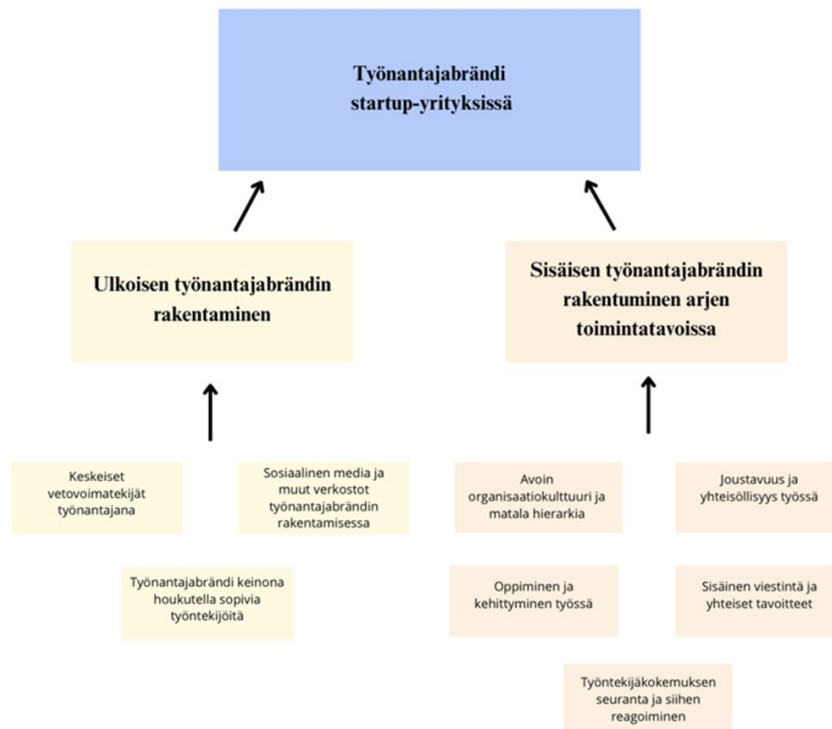 Työnantajabrändi
startup-yrityksissä
Ulkoisen työnantajabrändin
rakentaminen
Sisäisen työnantajabrändin
rakentuminen arjen
toimintatavoissa
Keskeiset
vetovoimatekijät
työnantajana
Sosiaalinen media ja
muut verkostot
työnantajabrändin
rakentamisessa
Työnantajabrändi keinona
houkutella sopivia
työntekijöitä
Avoin
organisaatiokulttuuri ja
matala hierarkia
Joustavuus ja
yhteisöllisyys työssä
Oppiminen ja
kehittyminen työssä
Sisäinen viestintä ja
yhteiset tavoitteet
Työntekijäkokemuksen
seuranta ja siihen
reagoiminen